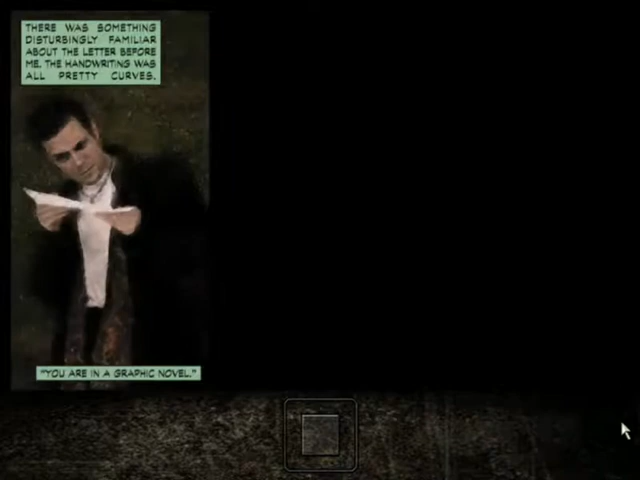 THERE WAS SOMETHING
DISTURBINGLY FAMILIAR
ABOUT THE LETTER BEFORE
ME. THE HANDWRITING WAS
ALL PRETTY CURVES.
"YOU ARE IN A GRAPHIC NOVEL."